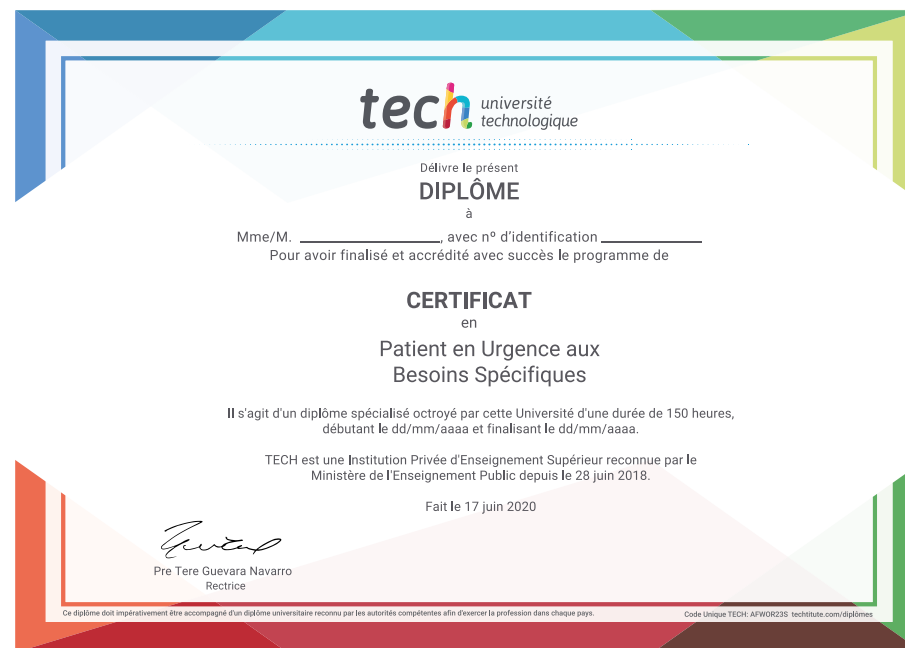 tech université
technologique
Délivre le présent
DIPLÔME
à
Mme/M. ____________, avec nº d'identification ____________
Pour avoir finalisé et accrédité avec succès le programme de
CERTIFICAT
en
Patient en Urgence aux
Besoins Spécifiques
Il s'agit d'un diplôme spécialisé octroyé par cette Université d'une durée de 150 heures,
débutant le dd/mm/aaaa et finalisant le dd/mm/aaaa.
TECH est une Institution Privée d'Enseignement Supérieur reconnue par le
Ministère de l'Enseignement Public depuis le 28 juin 2018.
Fait le 17 juin 2020
Pre Tere Guevara Navarro
Rectrice
Ce diplôme doit impérativement être accompagné d'un diplôme universitaire reconnu par les autorités compétentes afin d'exercer la profession dans chaque pays.
Code Unique TECH: AFWOR23S techtitute.com/diplômes